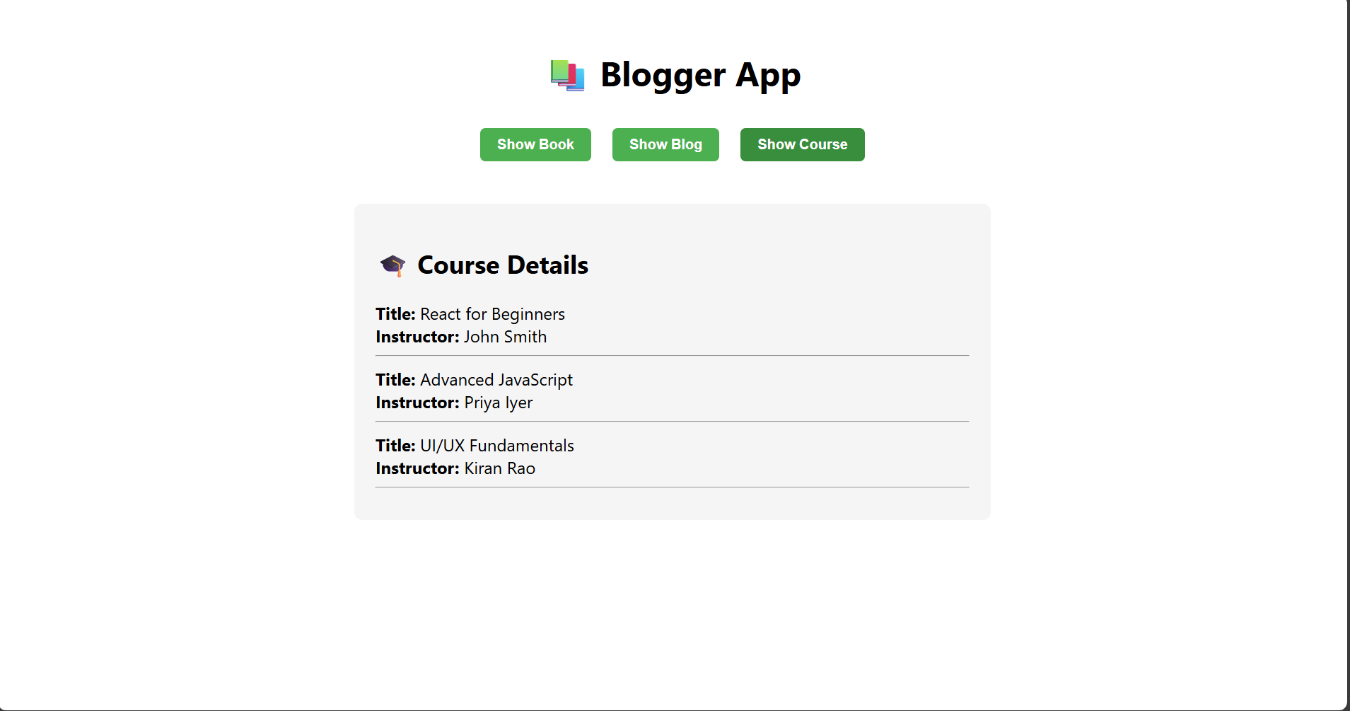 Blogger App
Show Book
Show Blog
Show Course
Course Details
Title: React for Beginners
Instructor: John Smith
Title: Advanced JavaScript
Instructor: Priya Iyer
Title: UI/UX Fundamentals
Instructor: Kiran Rao